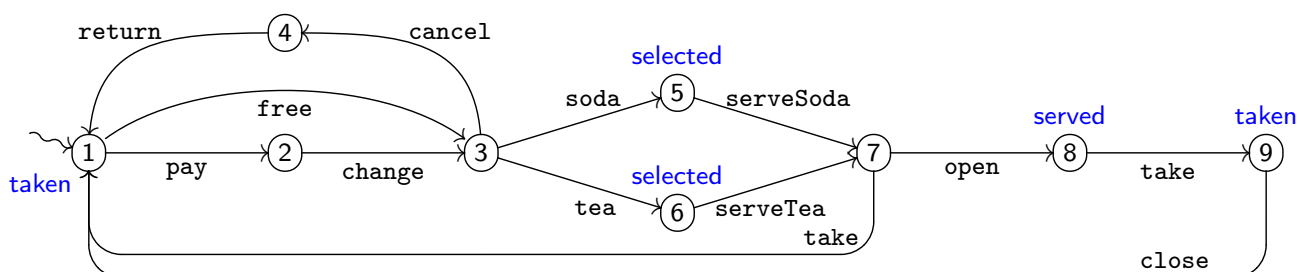 return 4 cancel
selected
free soda 5 serveSoda
served taken
1 pay 2 change 3 7 open 8 take 9
taken
selected
tea 6 serveTea
take
close